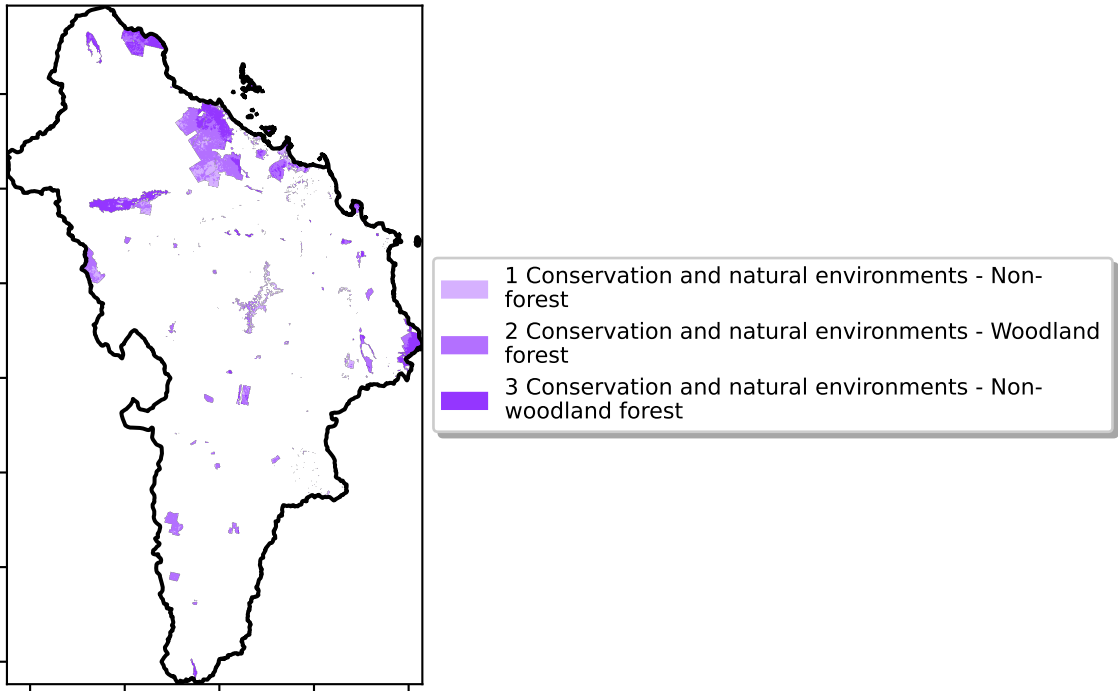 1 Conservation and natural environments - Non-
forest
2 Conservation and natural environments - Woodland
forest
3 Conservation and natural environments - Non-
woodland forest